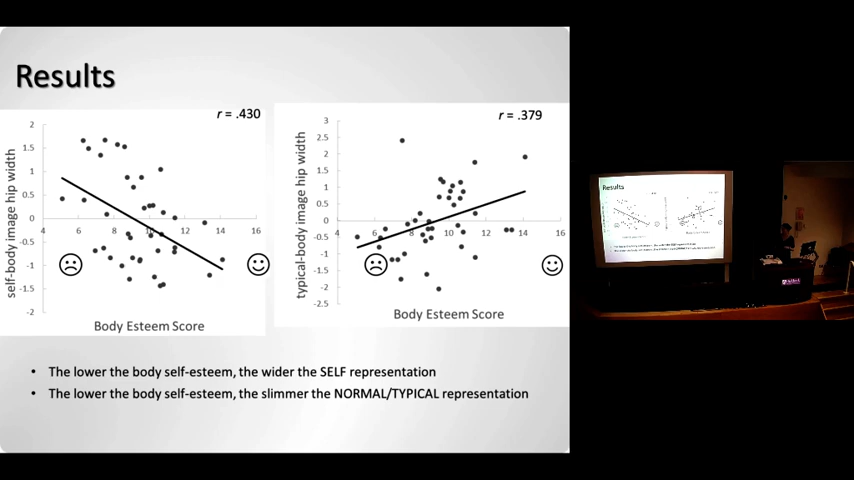 Results
r = .430
self-body image hip width
2
1.5
1
0.5
0
-0.5
-1
-1.5
-2
4 6 8 10 12 14 16
Body Esteem Score
r = .379
typical-body image hip width
3
2.5
2
1.5
1
0.5
0
-0.5
-1
-1.5
-2
-2.5
4 6 8 10 12 14 16
Body Esteem Score
• The lower the body self-esteem, the wider the SELF representation
• The lower the body self-esteem, the slimmer the NORMAL/TYPICAL representation
Results